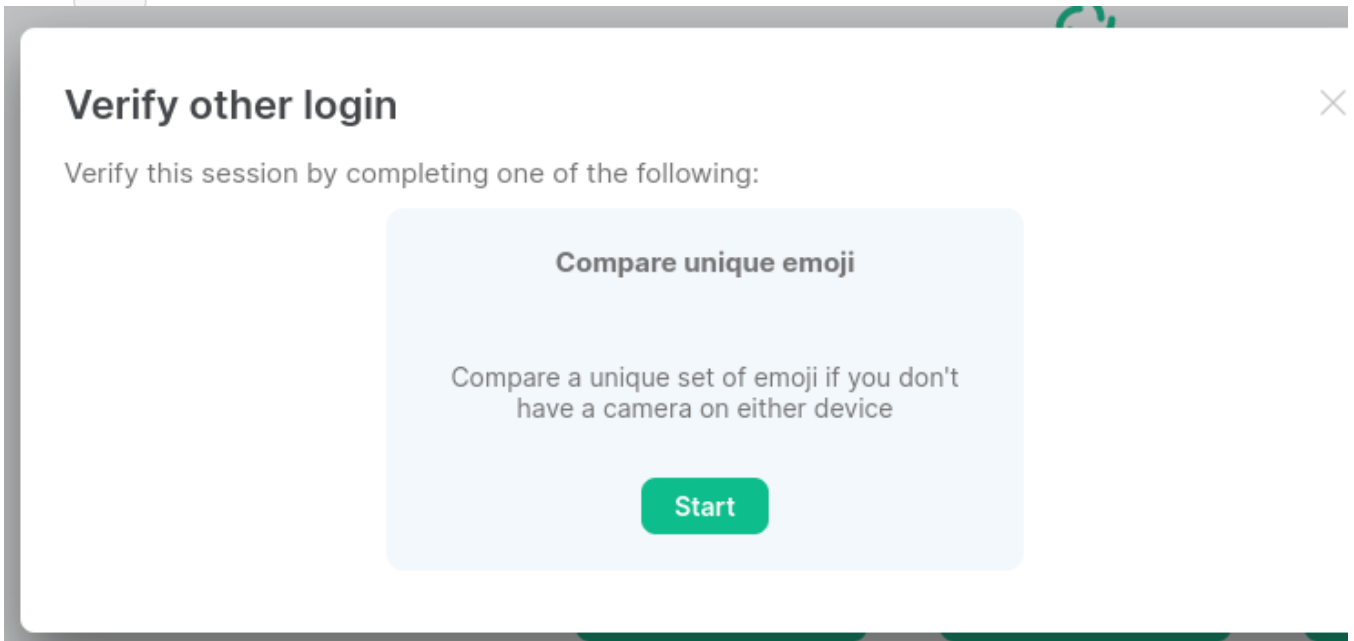 Verify other login
Verify this session by completing one of the following:
Compare unique emoji
Compare a unique set of emoji if you don't
have a camera on either device
Start